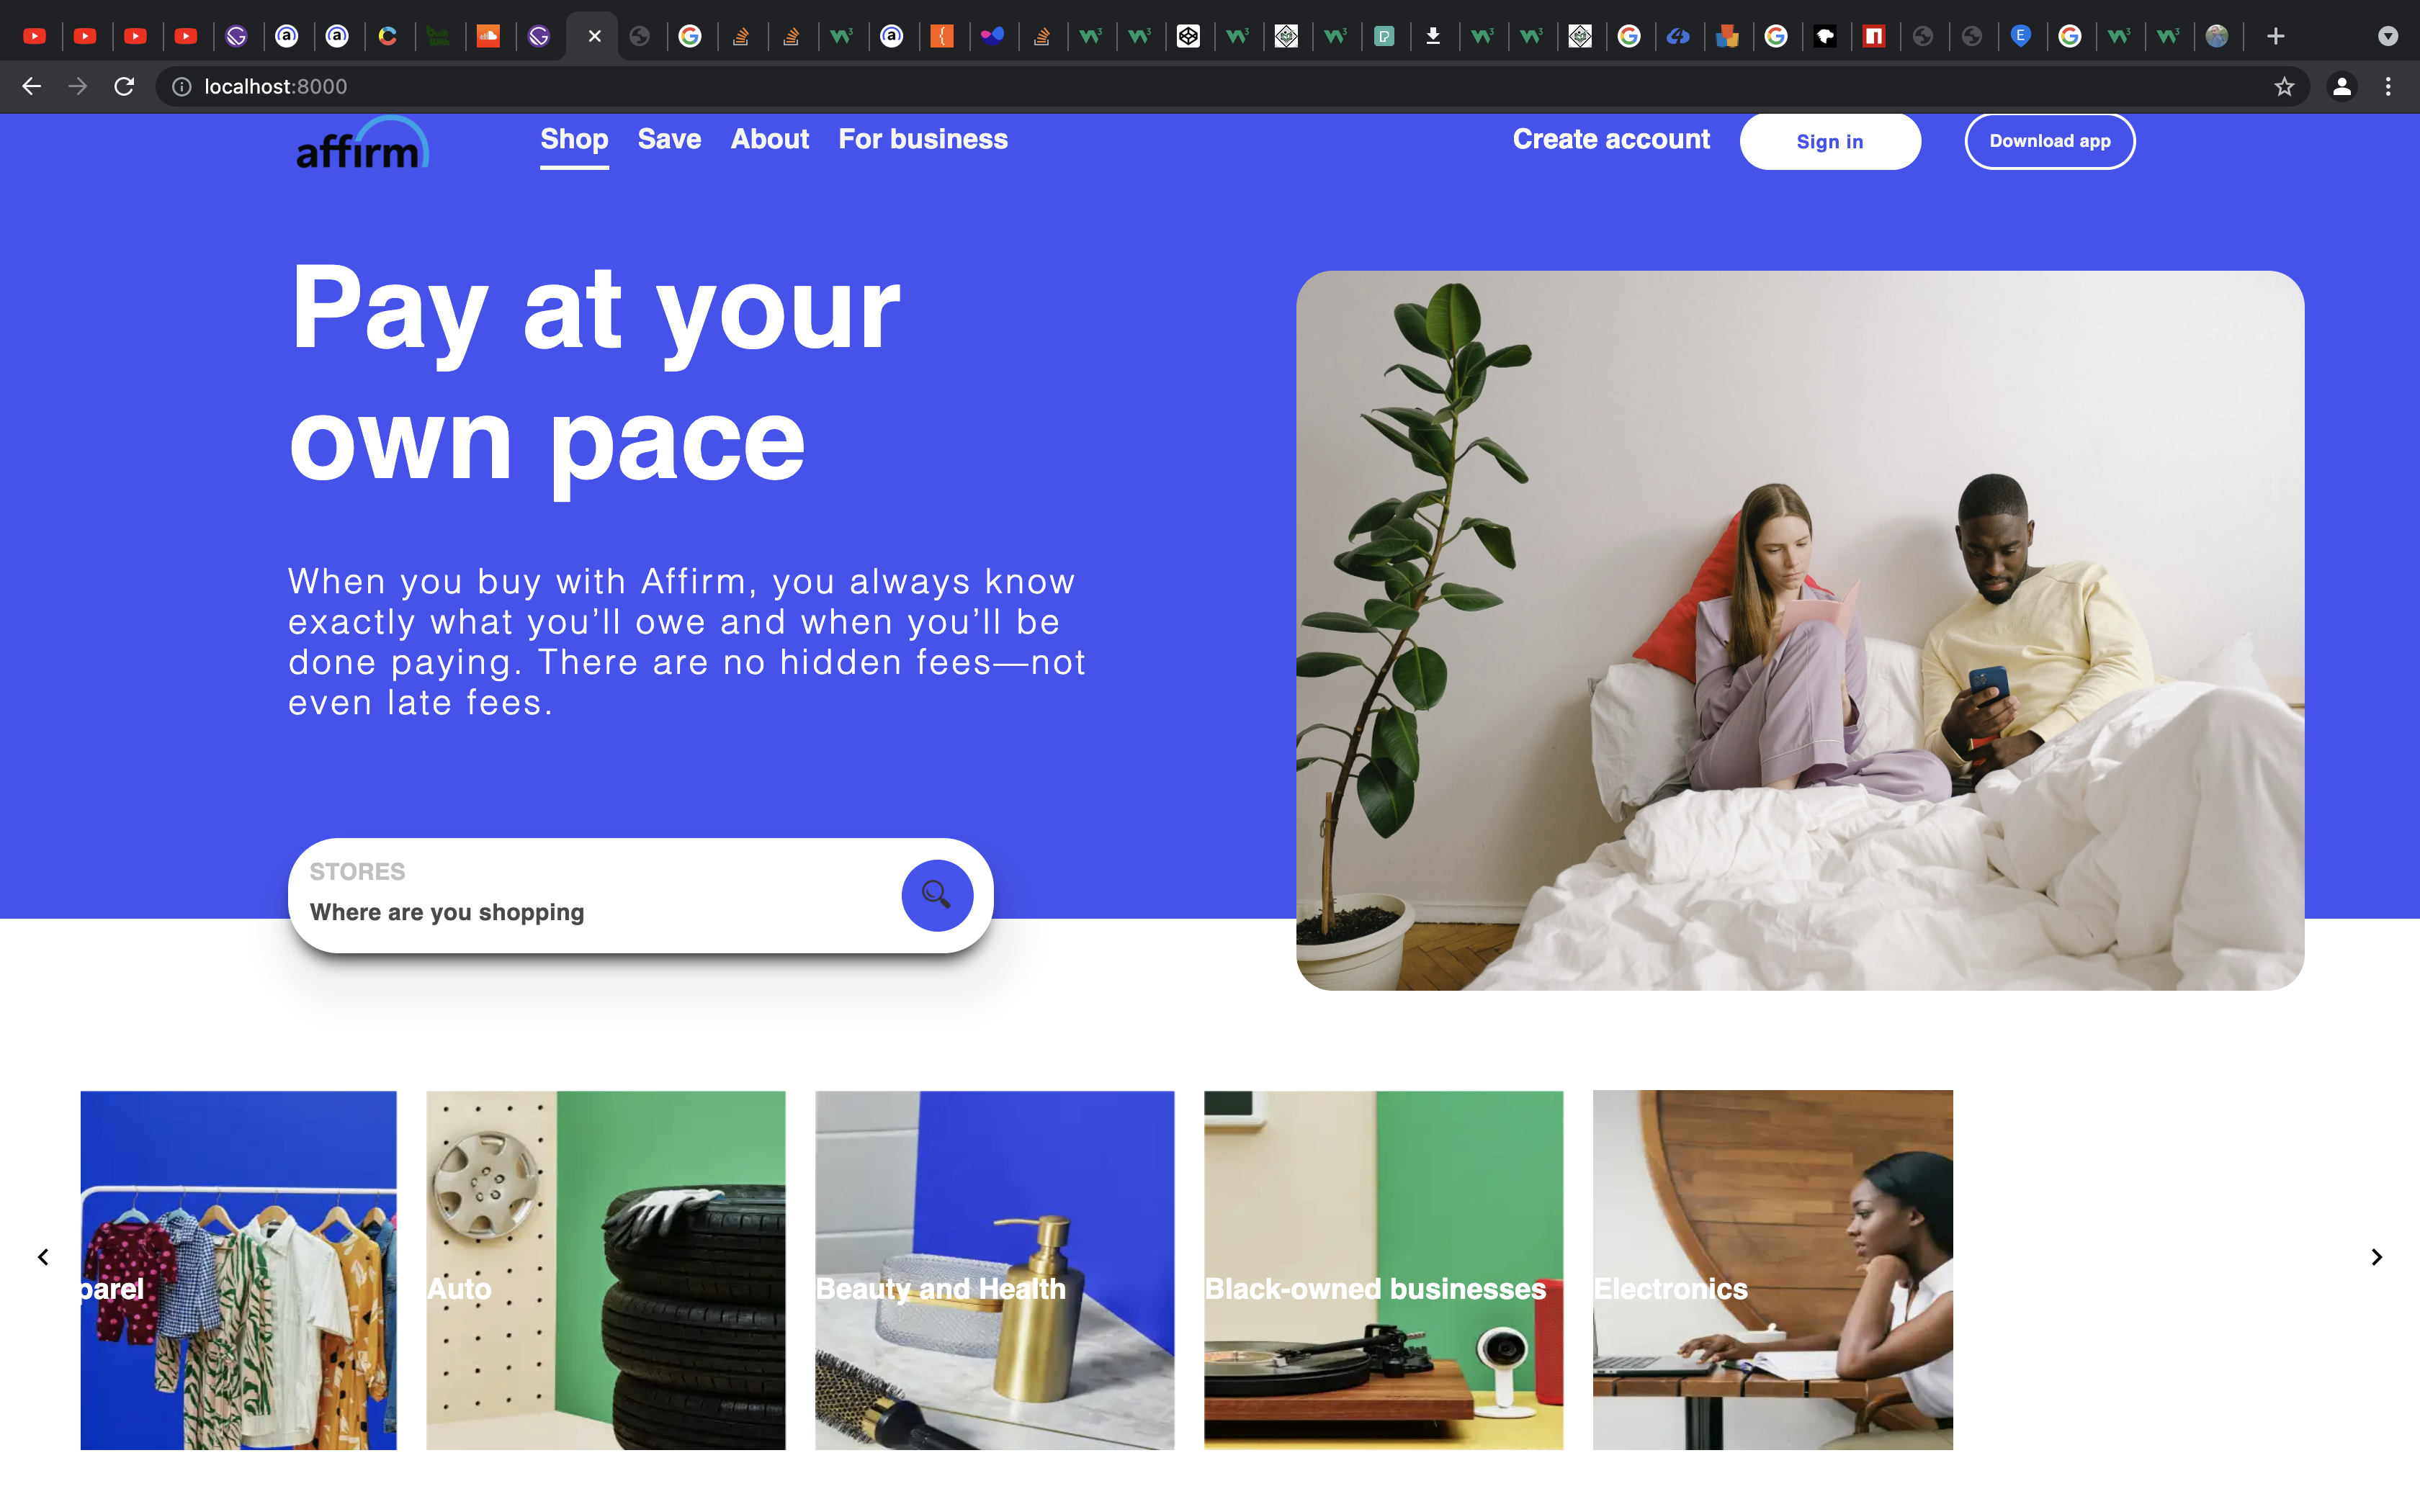 localhost:8000
affirm
Shop Save About For business
Create account Sign in Download app
Pay at your
own pace
When you buy with Affirm, you always know
exactly what you’ll owe and when you’ll be
done paying. There are no hidden fees—not
even late fees.
STORES
Where are you shopping
parel
Auto
Beauty and Health
Black-owned businesses
Electronics